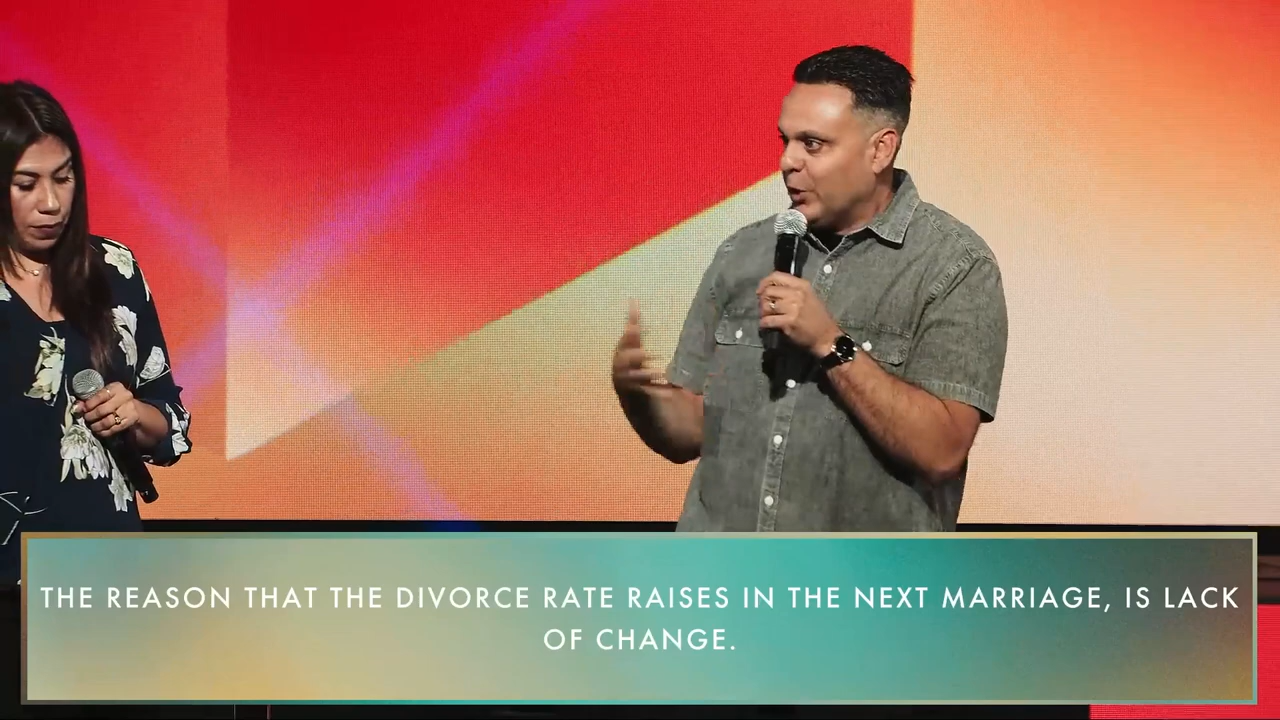 THE REASON THAT THE DIVORCE RATE RAISES IN THE NEXT MARRIAGE, IS LACK
OF CHANGE.